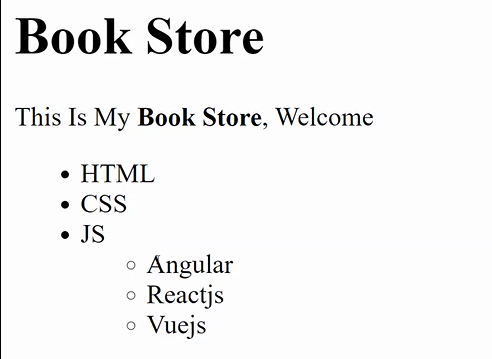 Book Store
This Is My Book Store, Welcome
HTML
CSS
JS
Angular
Reactjs
Vuejs